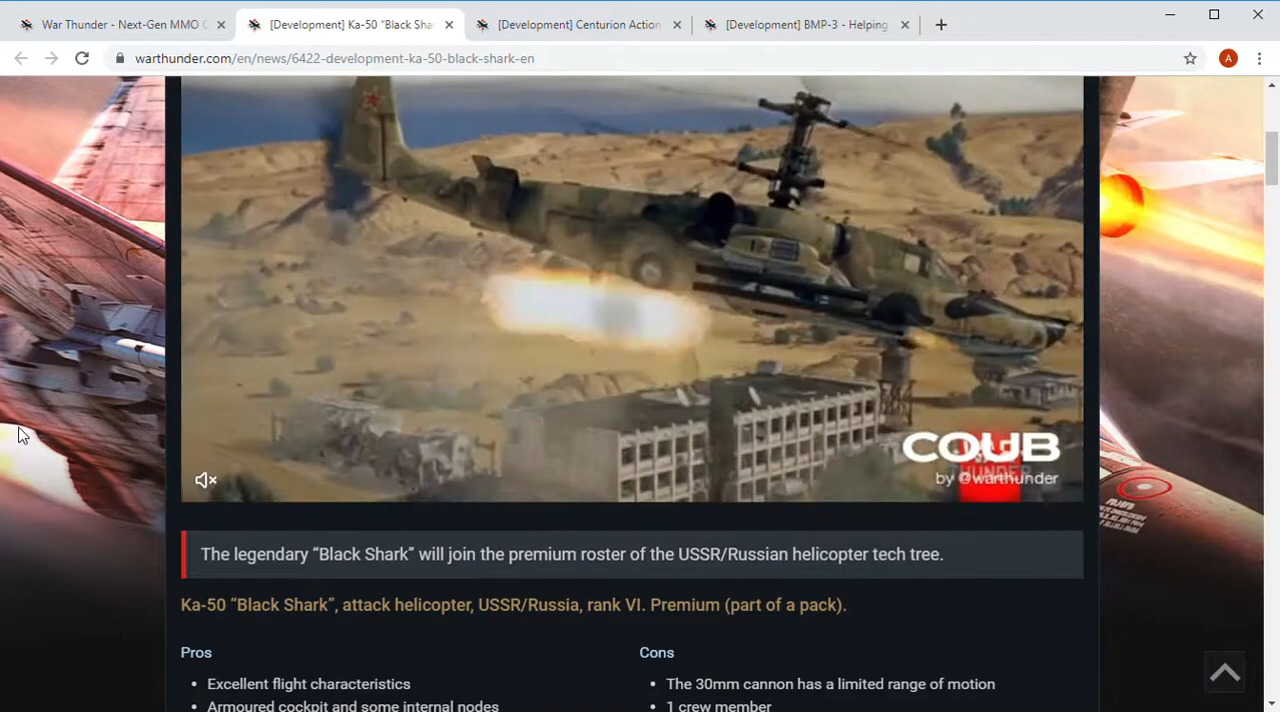 War Thunder - Next-Gen MMO C
[Development] Ka-50 “Black Shar
[Development] Centurion Action
[Development] BMP-3 - Helping
warthunder.com/en/news/6422-development-ka-50-black-shark-en
A
COUB
THUNDER
by @warthunder
The legendary “Black Shark” will join the premium roster of the USSR/Russian helicopter tech tree.
Ka-50 “Black Shark”, attack helicopter, USSR/Russia, rank VI. Premium (part of a pack).
Pros
Cons
• Excellent flight characteristics
• The 30mm cannon has a limited range of motion
• Armoured cockpit and some internal nodes
• 1 crew member